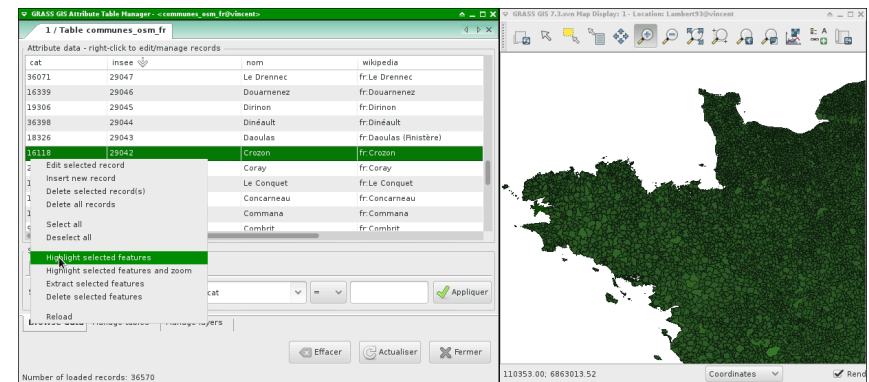 GRASS GIS Attribute Table Manager - <communes_osm_fr@vincent>
1 / Table communes_osm_fr
Attribute data - right-click to edit/manage records
cat insee nom wikipedia
36071 29047 Le Drennec fr:Le Drennec
16339 29046 Douarnenez fr:Douarnenez
19306 29045 Dirinon fr:Dirinon
36398 29044 Dinéault fr:Dinéault
18326 29043 Daoulas fr:Daoulas (Finistère)
16118 29042 Crozon fr:Crozon
Coray fr:Coray
Le Conquet fr:Le Conquet
Concarneau fr:Concarneau
Commana fr:Commana
Combrit fr:Combrit
Edit selected record
Insert new record
Delete selected record(s)
Delete all records
Select all
Deselect all
Highlight selected features
Highlight selected features and zoom
Extract selected features
Delete selected features
Reload
cat = Appliquer
Browse data Manage tables Manage layers
Effacer Actualiser Fermer
Number of loaded records: 36570
GRASS GIS 7.3.svn Map Display: 1 - Location: Lambert93@vincent
110353.00; 6863013.52 Coordinates Rend